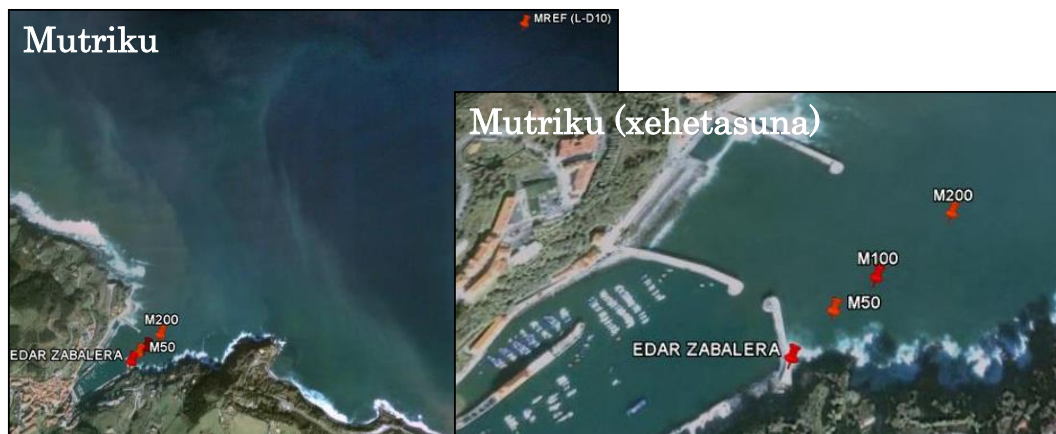 Mutriku
MREF (L-D10)
M200
M50
EDAR ZABALERA
Mutriku (xehetasuna)
M200
M100
M50
EDAR ZABALERA